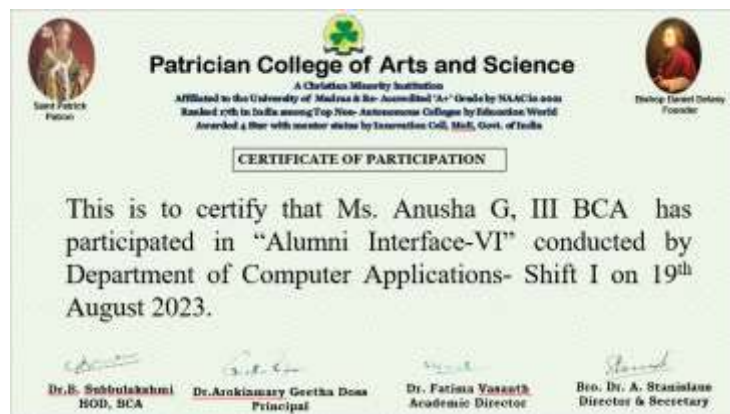 Patrician College of Arts and Science
A Christian Minority Institution
Affiliated to the University of Madras & Re- Accredited "A+" Grade by NAAC in 2021
Ranked 17th in India among Top Non- Autonomous Colleges by Education World
Awarded 4 Star with mentor status by Innovation Cell, MoE, Govt. of India
Saint Patrick
Patron
Bishop Daniel Delany
Founder
CERTIFICATE OF PARTICIPATION
This is to certify that Ms. Anusha G, III BCA has
participated in “Alumni Interface-VI” conducted by
Department of Computer Applications- Shift I on 19th
August 2023.
Dr.B. Subbulakshmi
HOD, BCA
Dr.Arokiamary Geetha Doss
Principal
Dr. Fatima Vasanth
Academic Director
Bro. Dr. A. Stanislaus
Director & Secretary